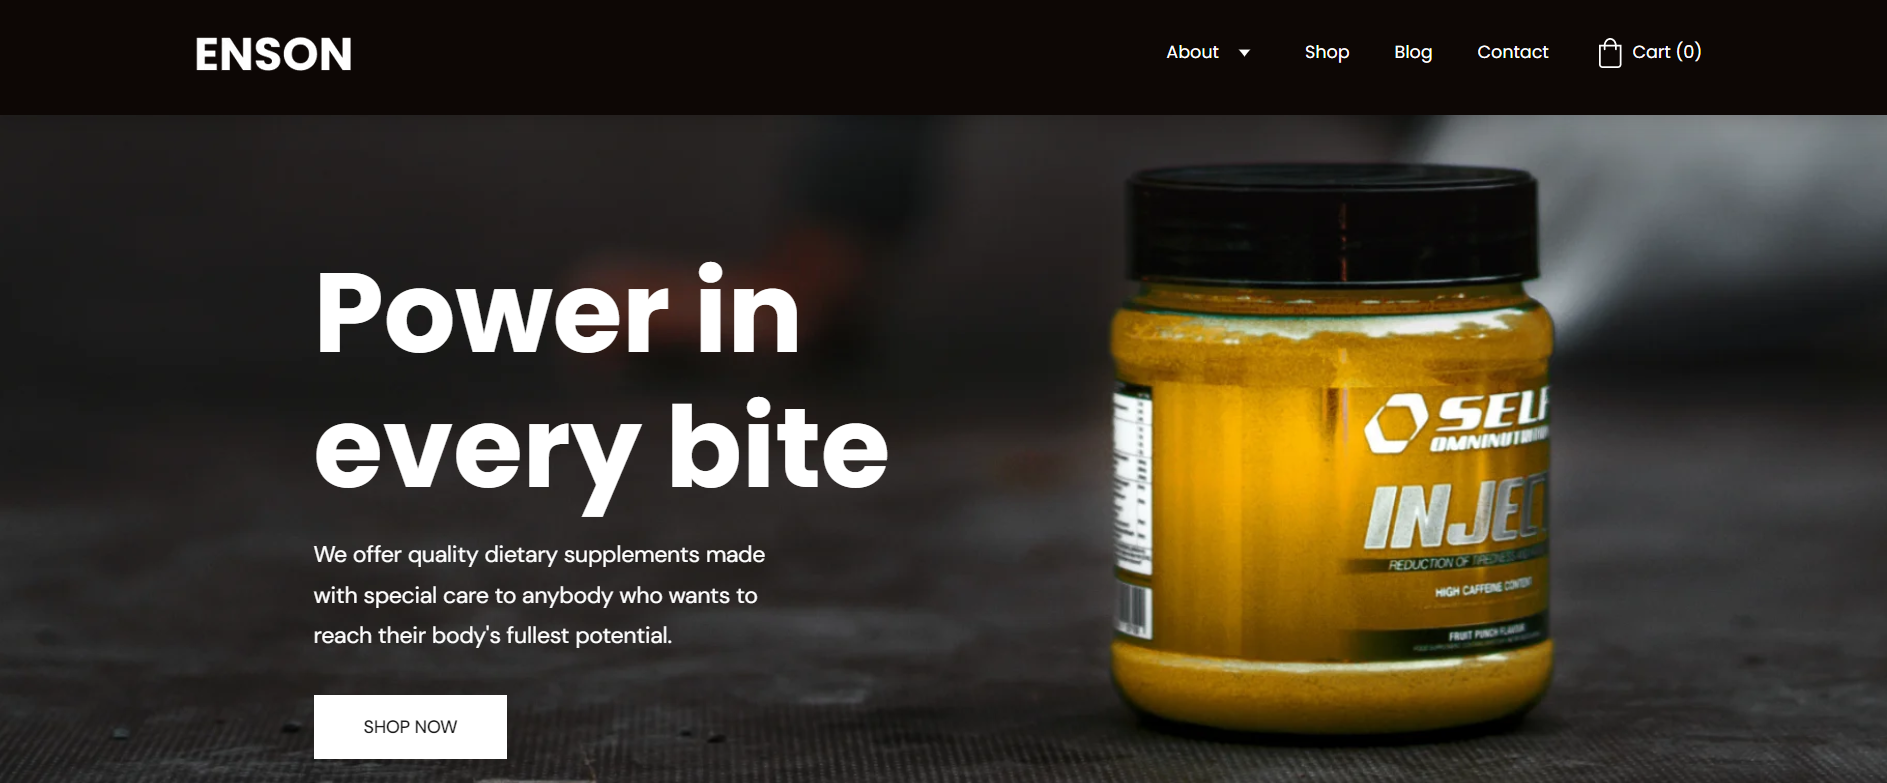 ENSON
About
Shop
Blog
Contact
Cart (0)
Power in
every bite
We offer quality dietary supplements made
with special care to anybody who wants to
reach their body's fullest potential.
SHOP NOW
SELF
INJEC
REDUCTION OF TIREDNESS
HIGH CAFFEINE CONTENT
FRUIT PUNCH FLAVOUR